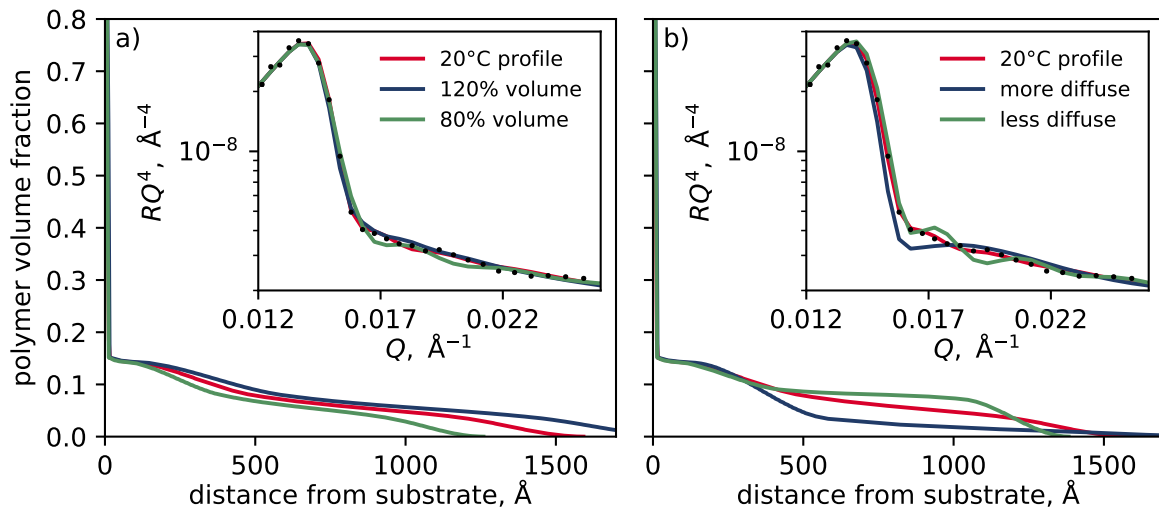 polymer volume fraction
0.8
0.7
0.6
0.5
0.4
0.3
0.2
0.1
0.0
a)
RQ⁴, Å⁻⁴
10⁻⁸
20°C profile
120% volume
80% volume
0.012 0.017 0.022
Q, Å⁻¹
0 500 1000 1500
distance from substrate, Å
b)
RQ⁴, Å⁻⁴
10⁻⁸
20°C profile
more diffuse
less diffuse
0.012 0.017 0.022
Q, Å⁻¹
0 500 1000 1500
distance from substrate, Å